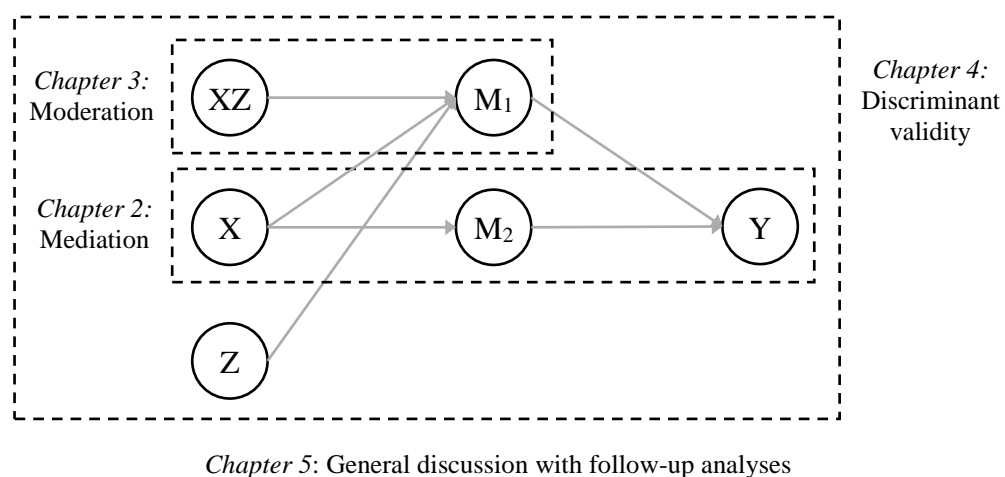 Chapter 3:
Moderation
XZ
M₁
Chapter 4:
Discriminant
validity
Chapter 2:
Mediation
X
M₂
Y
Z
Chapter 5: General discussion with follow-up analyses